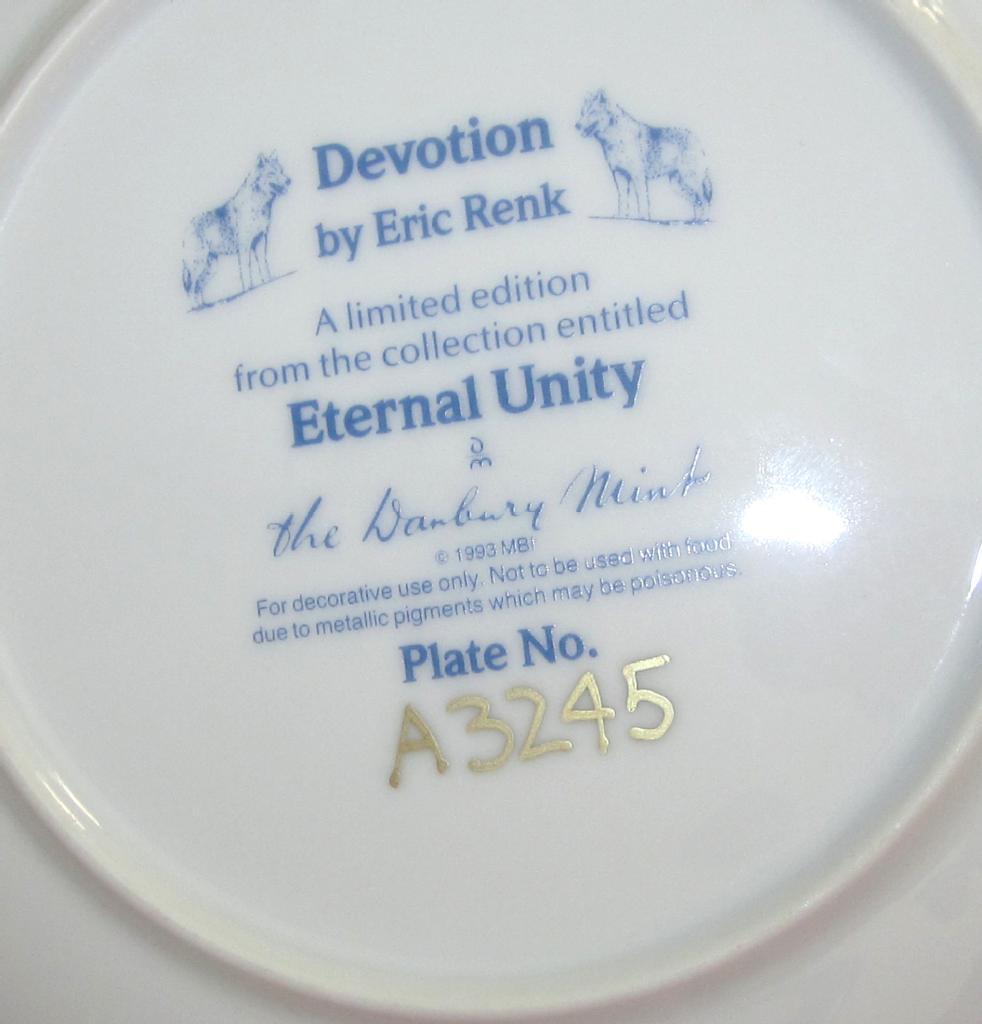 Devotion
by Eric Renk
A limited edition
from the collection entitled
Eternal Unity
DM
the Danbury Mint
© 1993 MBI
For decorative use only. Not to be used with food
due to metallic pigments which may be poisonous.
Plate No.
A3245